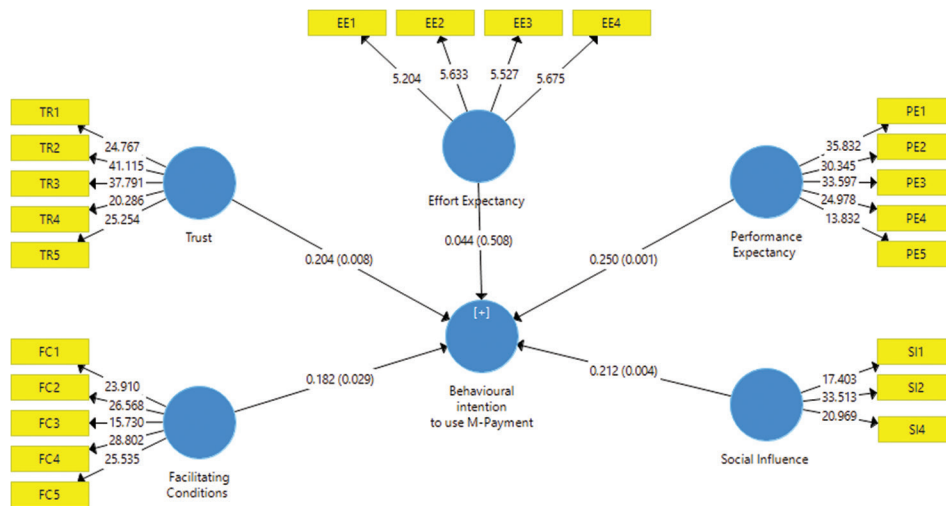 EE1
EE2
EE3
EE4
5.204
5.633
5.527
5.675
TR1
TR2
TR3
TR4
TR5
24.767
41.115
37.791
20.286
25.254
Trust
Effort Expectancy
PE1
PE2
PE3
PE4
PE5
35.832
30.345
33.597
24.978
13.832
Performance
Expectancy
0.204 (0.008)
0.044 (0.508)
0.250 (0.001)
[+]
Behavioural
intention
to use M-Payment
0.182 (0.029)
0.212 (0.004)
FC1
FC2
FC3
FC4
FC5
23.910
26.568
15.730
28.802
25.535
Facilitating
Conditions
SI1
SI2
SI4
17.403
33.513
20.969
Social Influence